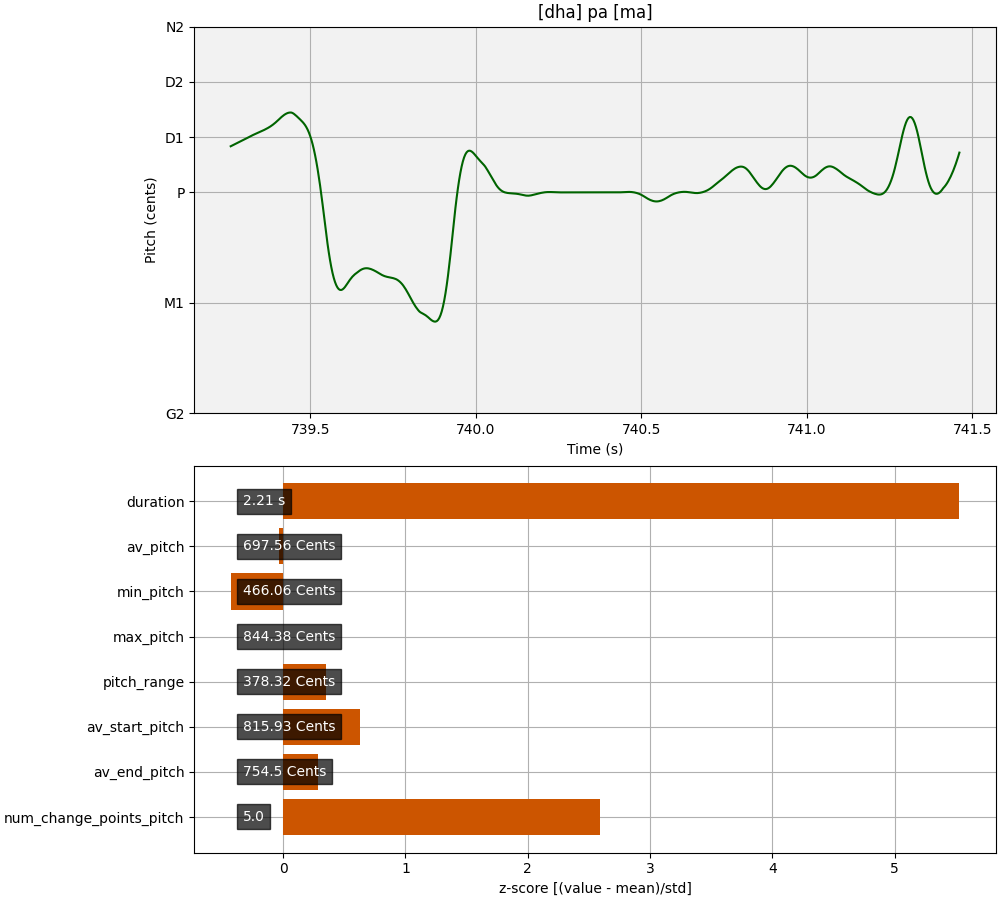 [dha] pa [ma]
N2
D2
D1
P
M1
G2
Pitch (cents)
739.5 740.0 740.5 741.0 741.5
Time (s)
duration 2.21 s
av_pitch 697.56 Cents
min_pitch 466.06 Cents
max_pitch 844.38 Cents
pitch_range 378.32 Cents
av_start_pitch 815.93 Cents
av_end_pitch 754.5 Cents
num_change_points_pitch 5.0
0 1 2 3 4 5
z-score [(value - mean)/std]